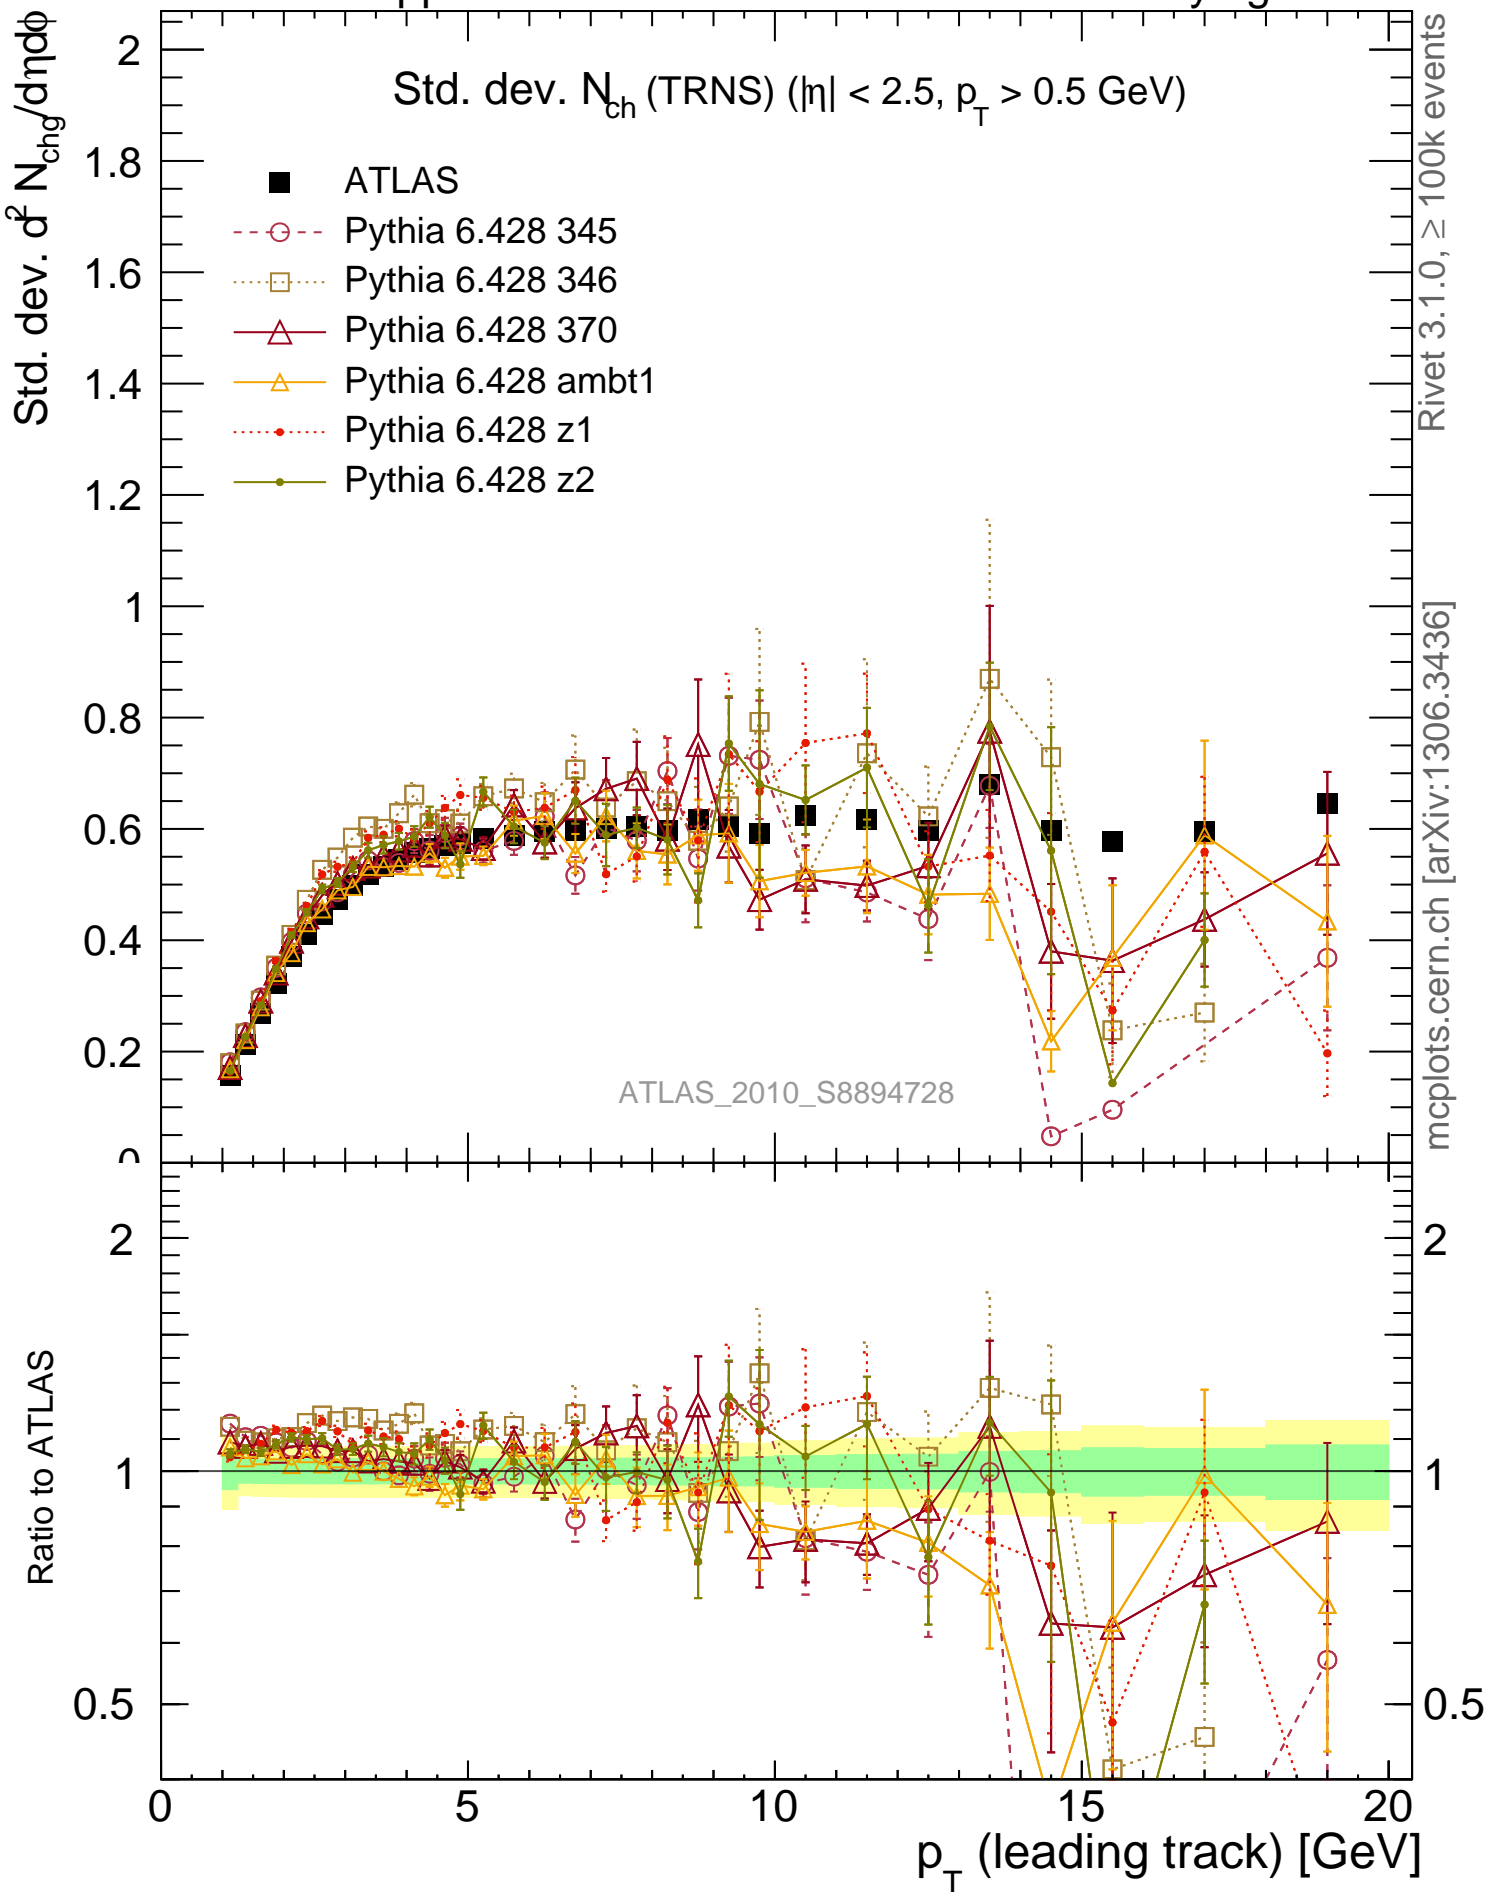 Std. dev. N_ch (TRNS) (|η| < 2.5, p_T > 0.5 GeV)
Std. dev. d² N_chg/dηdφ
ATLAS
Pythia 6.428 345
Pythia 6.428 346
Pythia 6.428 370
Pythia 6.428 ambt1
Pythia 6.428 z1
Pythia 6.428 z2
2
1.8
1.6
1.4
1.2
1
0.8
0.6
0.4
0.2
0
ATLAS_2010_S8894728
Rivet 3.1.0, ≥ 100k events
mcplots.cern.ch [arXiv:1306.3436]
Ratio to ATLAS
2
1
0.5
2
1
0.5
0
5
10
15
20
p_T (leading track) [GeV]